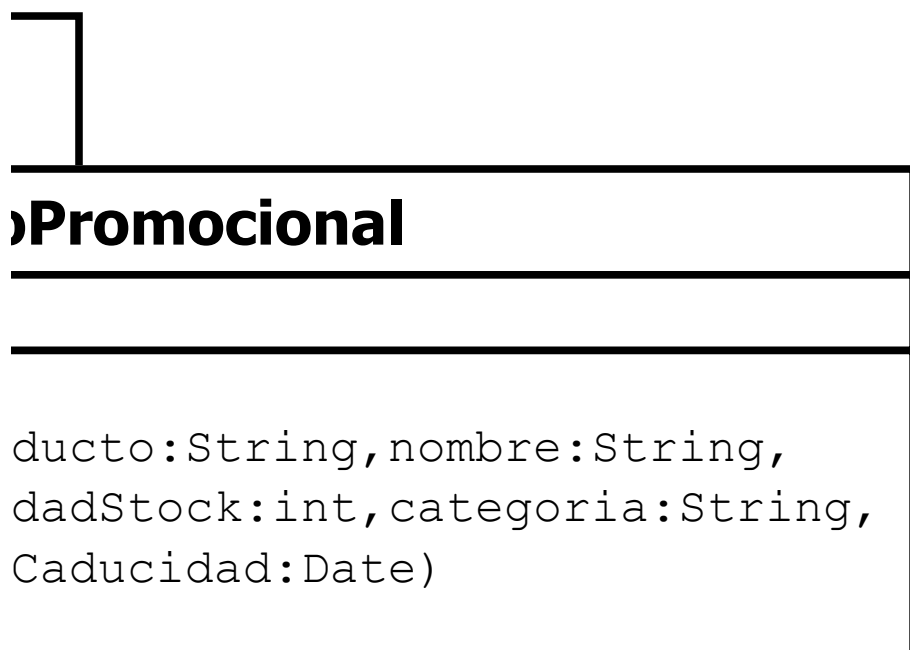 oPromocional
ducto:String,nombre:String,
dadStock:int,categoria:String,
Caducidad:Date)